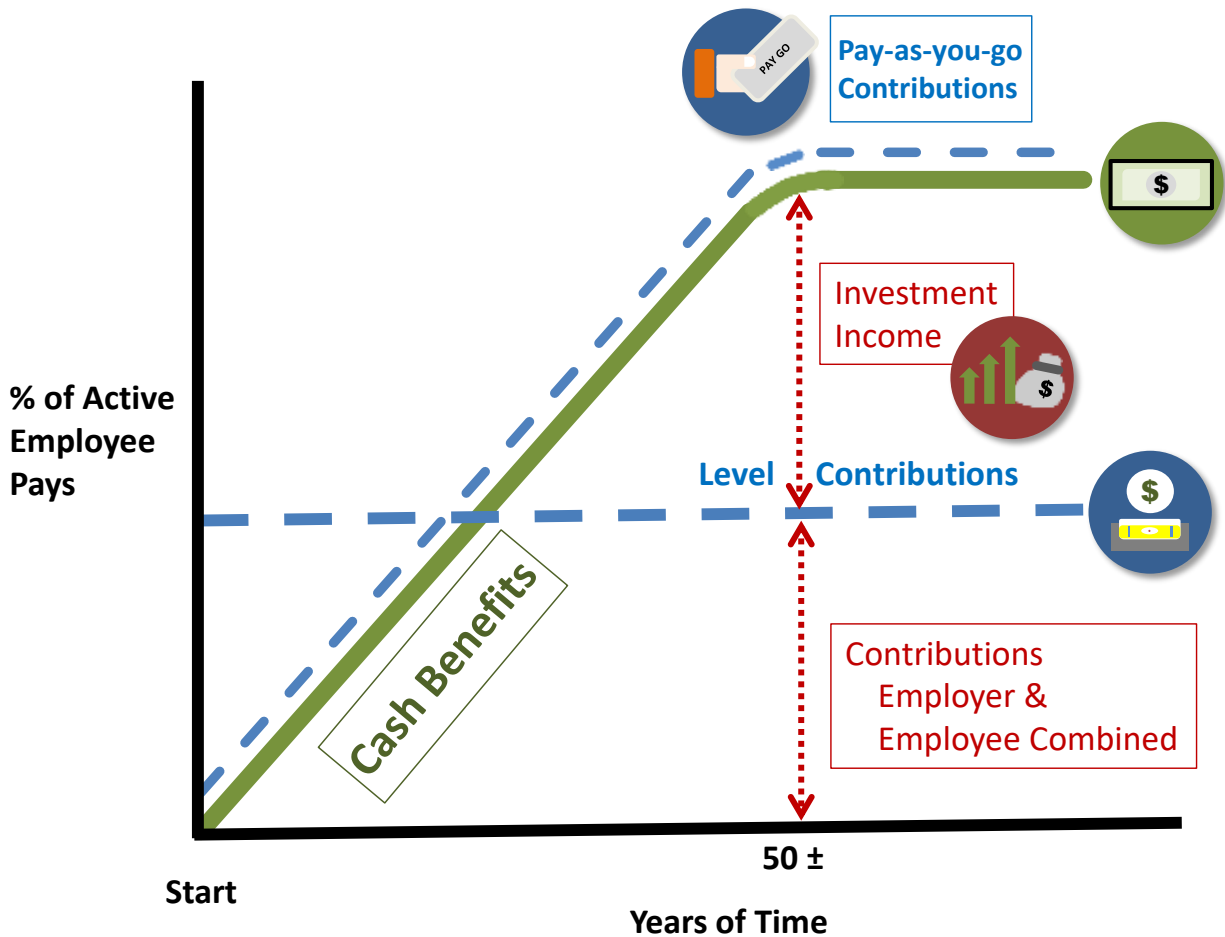 PAY GO
Pay-as-you-go
Contributions
$
Investment
Income
$
% of Active
Employee
Pays
Level Contributions
$
Cash Benefits
Contributions
Employer &
Employee Combined
50 ±
Start
Years of Time